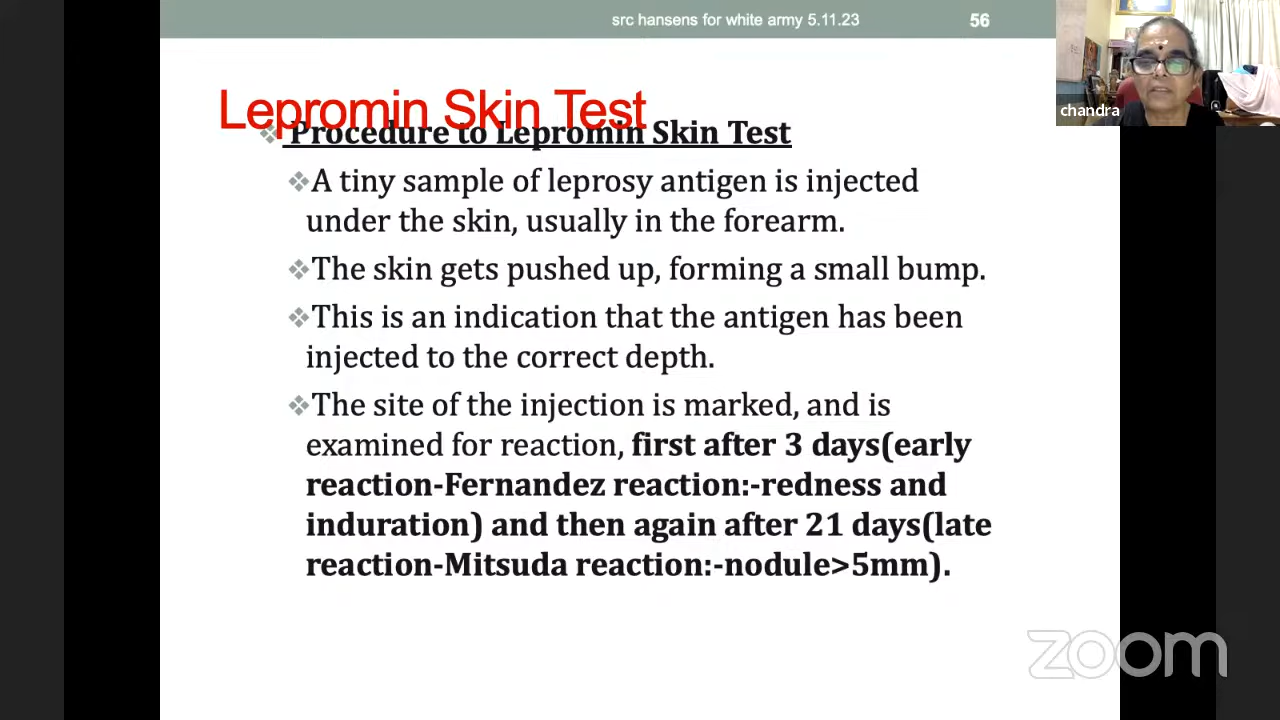 src hansens for white army 5.11.23 56
chandra
Lepromin Skin Test
Procedure to Lepromin Skin Test
A tiny sample of leprosy antigen is injected
under the skin, usually in the forearm.
The skin gets pushed up, forming a small bump.
This is an indication that the antigen has been
injected to the correct depth.
The site of the injection is marked, and is
examined for reaction, first after 3 days(early
reaction-Fernandez reaction:-redness and
induration) and then again after 21 days(late
reaction-Mitsuda reaction:-nodule>5mm).
zoom